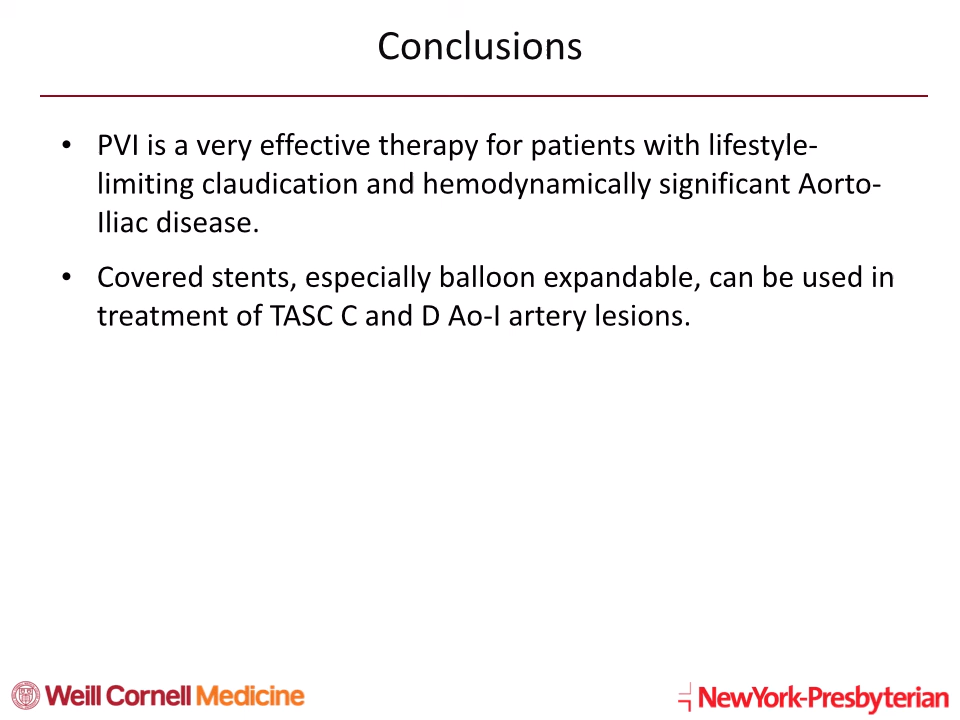 Conclusions
• PVI is a very effective therapy for patients with lifestyle-
limiting claudication and hemodynamically significant Aorto-
Iliac disease.
• Covered stents, especially balloon expandable, can be used in
treatment of TASC C and D Ao-I artery lesions.
Weill Cornell Medicine
NewYork-Presbyterian